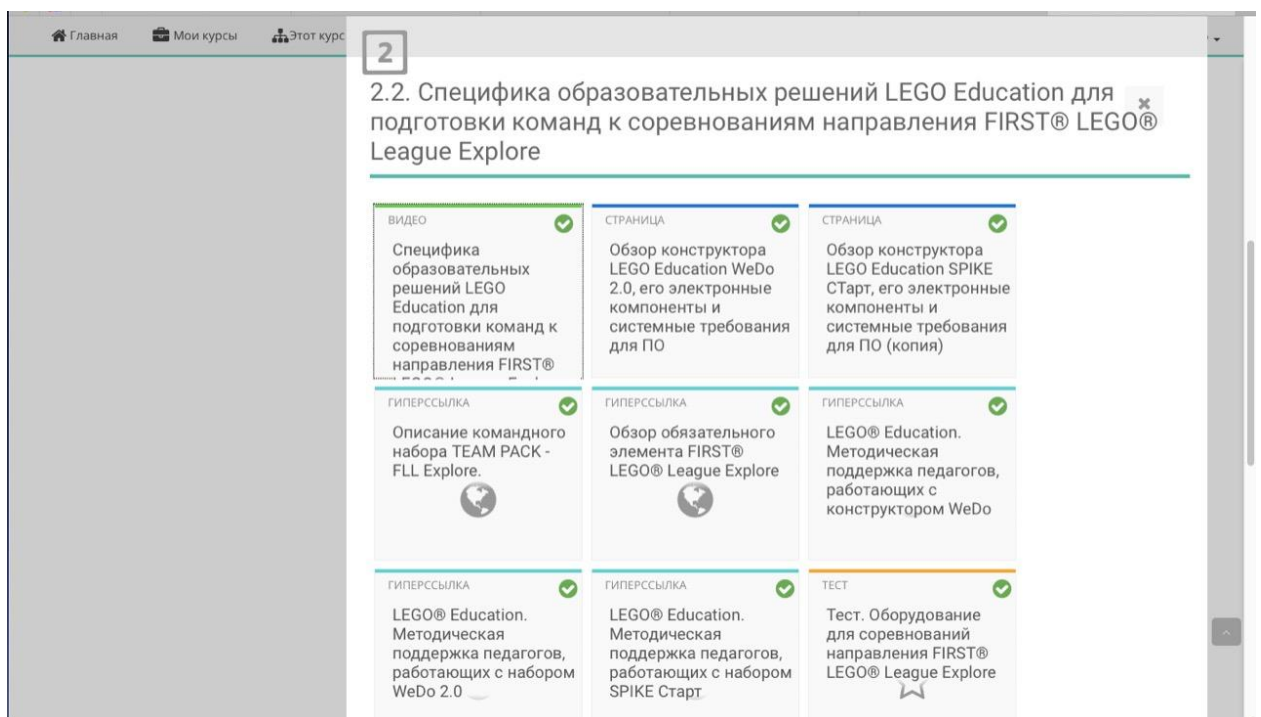 Главная Мои курсы Этот курс
2
2.2. Специфика образовательных решений LEGO Education для
подготовки команд к соревнованиям направления FIRST® LEGO®
League Explore
ВИДЕО
Специфика
образовательных
решений LEGO
Education для
подготовки команд к
соревнованиям
направления FIRST®
СТРАНИЦА
Обзор конструктора
LEGO Education WeDo
2.0, его электронные
компоненты и
системные требования
для ПО
СТРАНИЦА
Обзор конструктора
LEGO Education SPIKE
СТарт, его электронные
компоненты и
системные требования
для ПО (копия)
ГИПЕРССЫЛКА
Описание командного
набора TEAM PACK -
FLL Explore.
ГИПЕРССЫЛКА
Обзор обязательного
элемента FIRST®
LEGO® League Explore
ГИПЕРССЫЛКА
LEGO® Education.
Методическая
поддержка педагогов,
работающих с
конструктором WeDo
ГИПЕРССЫЛКА
LEGO® Education.
Методическая
поддержка педагогов,
работающих с набором
WeDo 2.0
ГИПЕРССЫЛКА
LEGO® Education.
Методическая
поддержка педагогов,
работающих с набором
SPIKE Старт
ТЕСТ
Тест. Оборудование
для соревнований
направления FIRST®
LEGO® League Explore